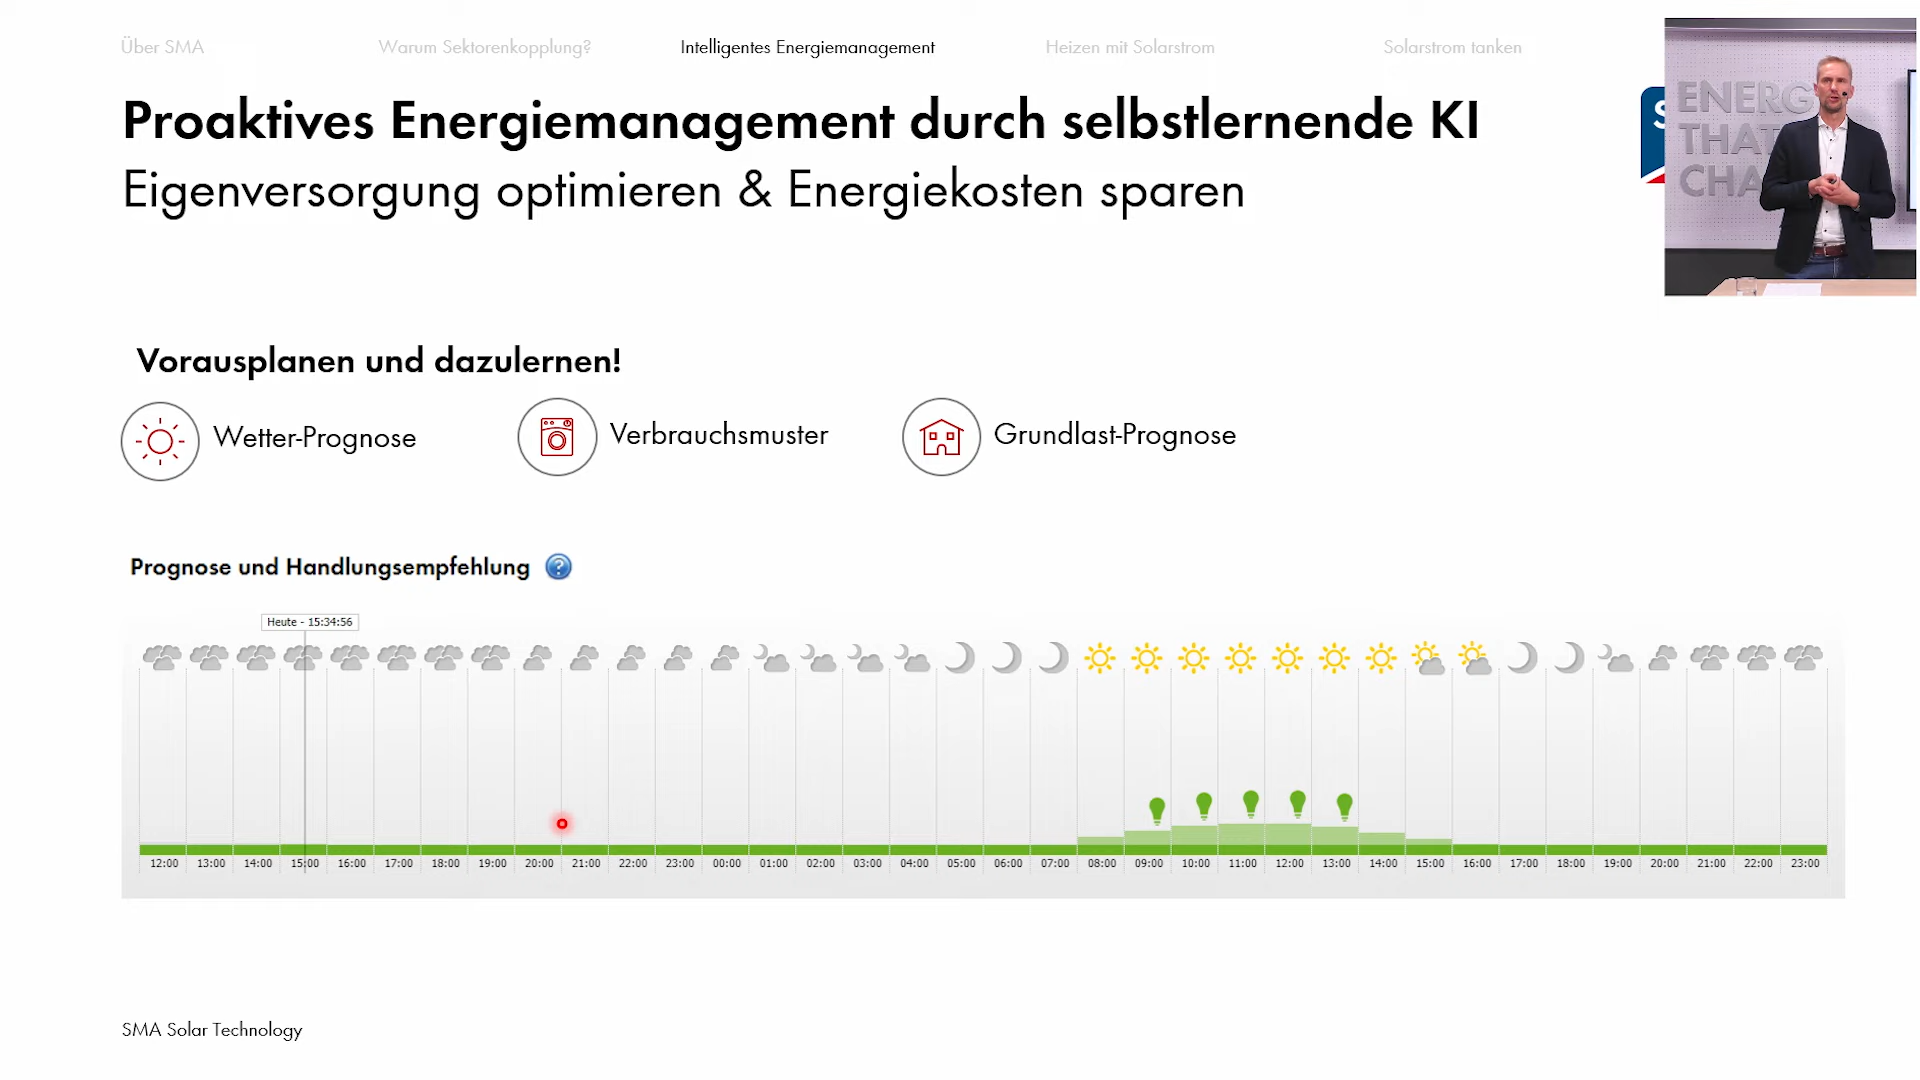 Über SMA
Warum Sektorenkopplung?
Intelligentes Energiemanagement
Heizen mit Solarstrom
Solarstrom tanken
Proaktives Energiemanagement durch selbstlernende KI
Eigenversorgung optimieren & Energiekosten sparen
ENERG
THAT
CHA
Vorausplanen und dazulernen!
Wetter-Prognose
Verbrauchsmuster
Grundlast-Prognose
Prognose und Handlungsempfehlung ?
Heute - 15:34:56
12:00 13:00 14:00 15:00 16:00 17:00 18:00 19:00 20:00 21:00 22:00 23:00 00:00 01:00 02:00 03:00 04:00 05:00 06:00 07:00 08:00 09:00 10:00 11:00 12:00 13:00 14:00 15:00 16:00 17:00 18:00 19:00 20:00 21:00 22:00 23:00
SMA Solar Technology